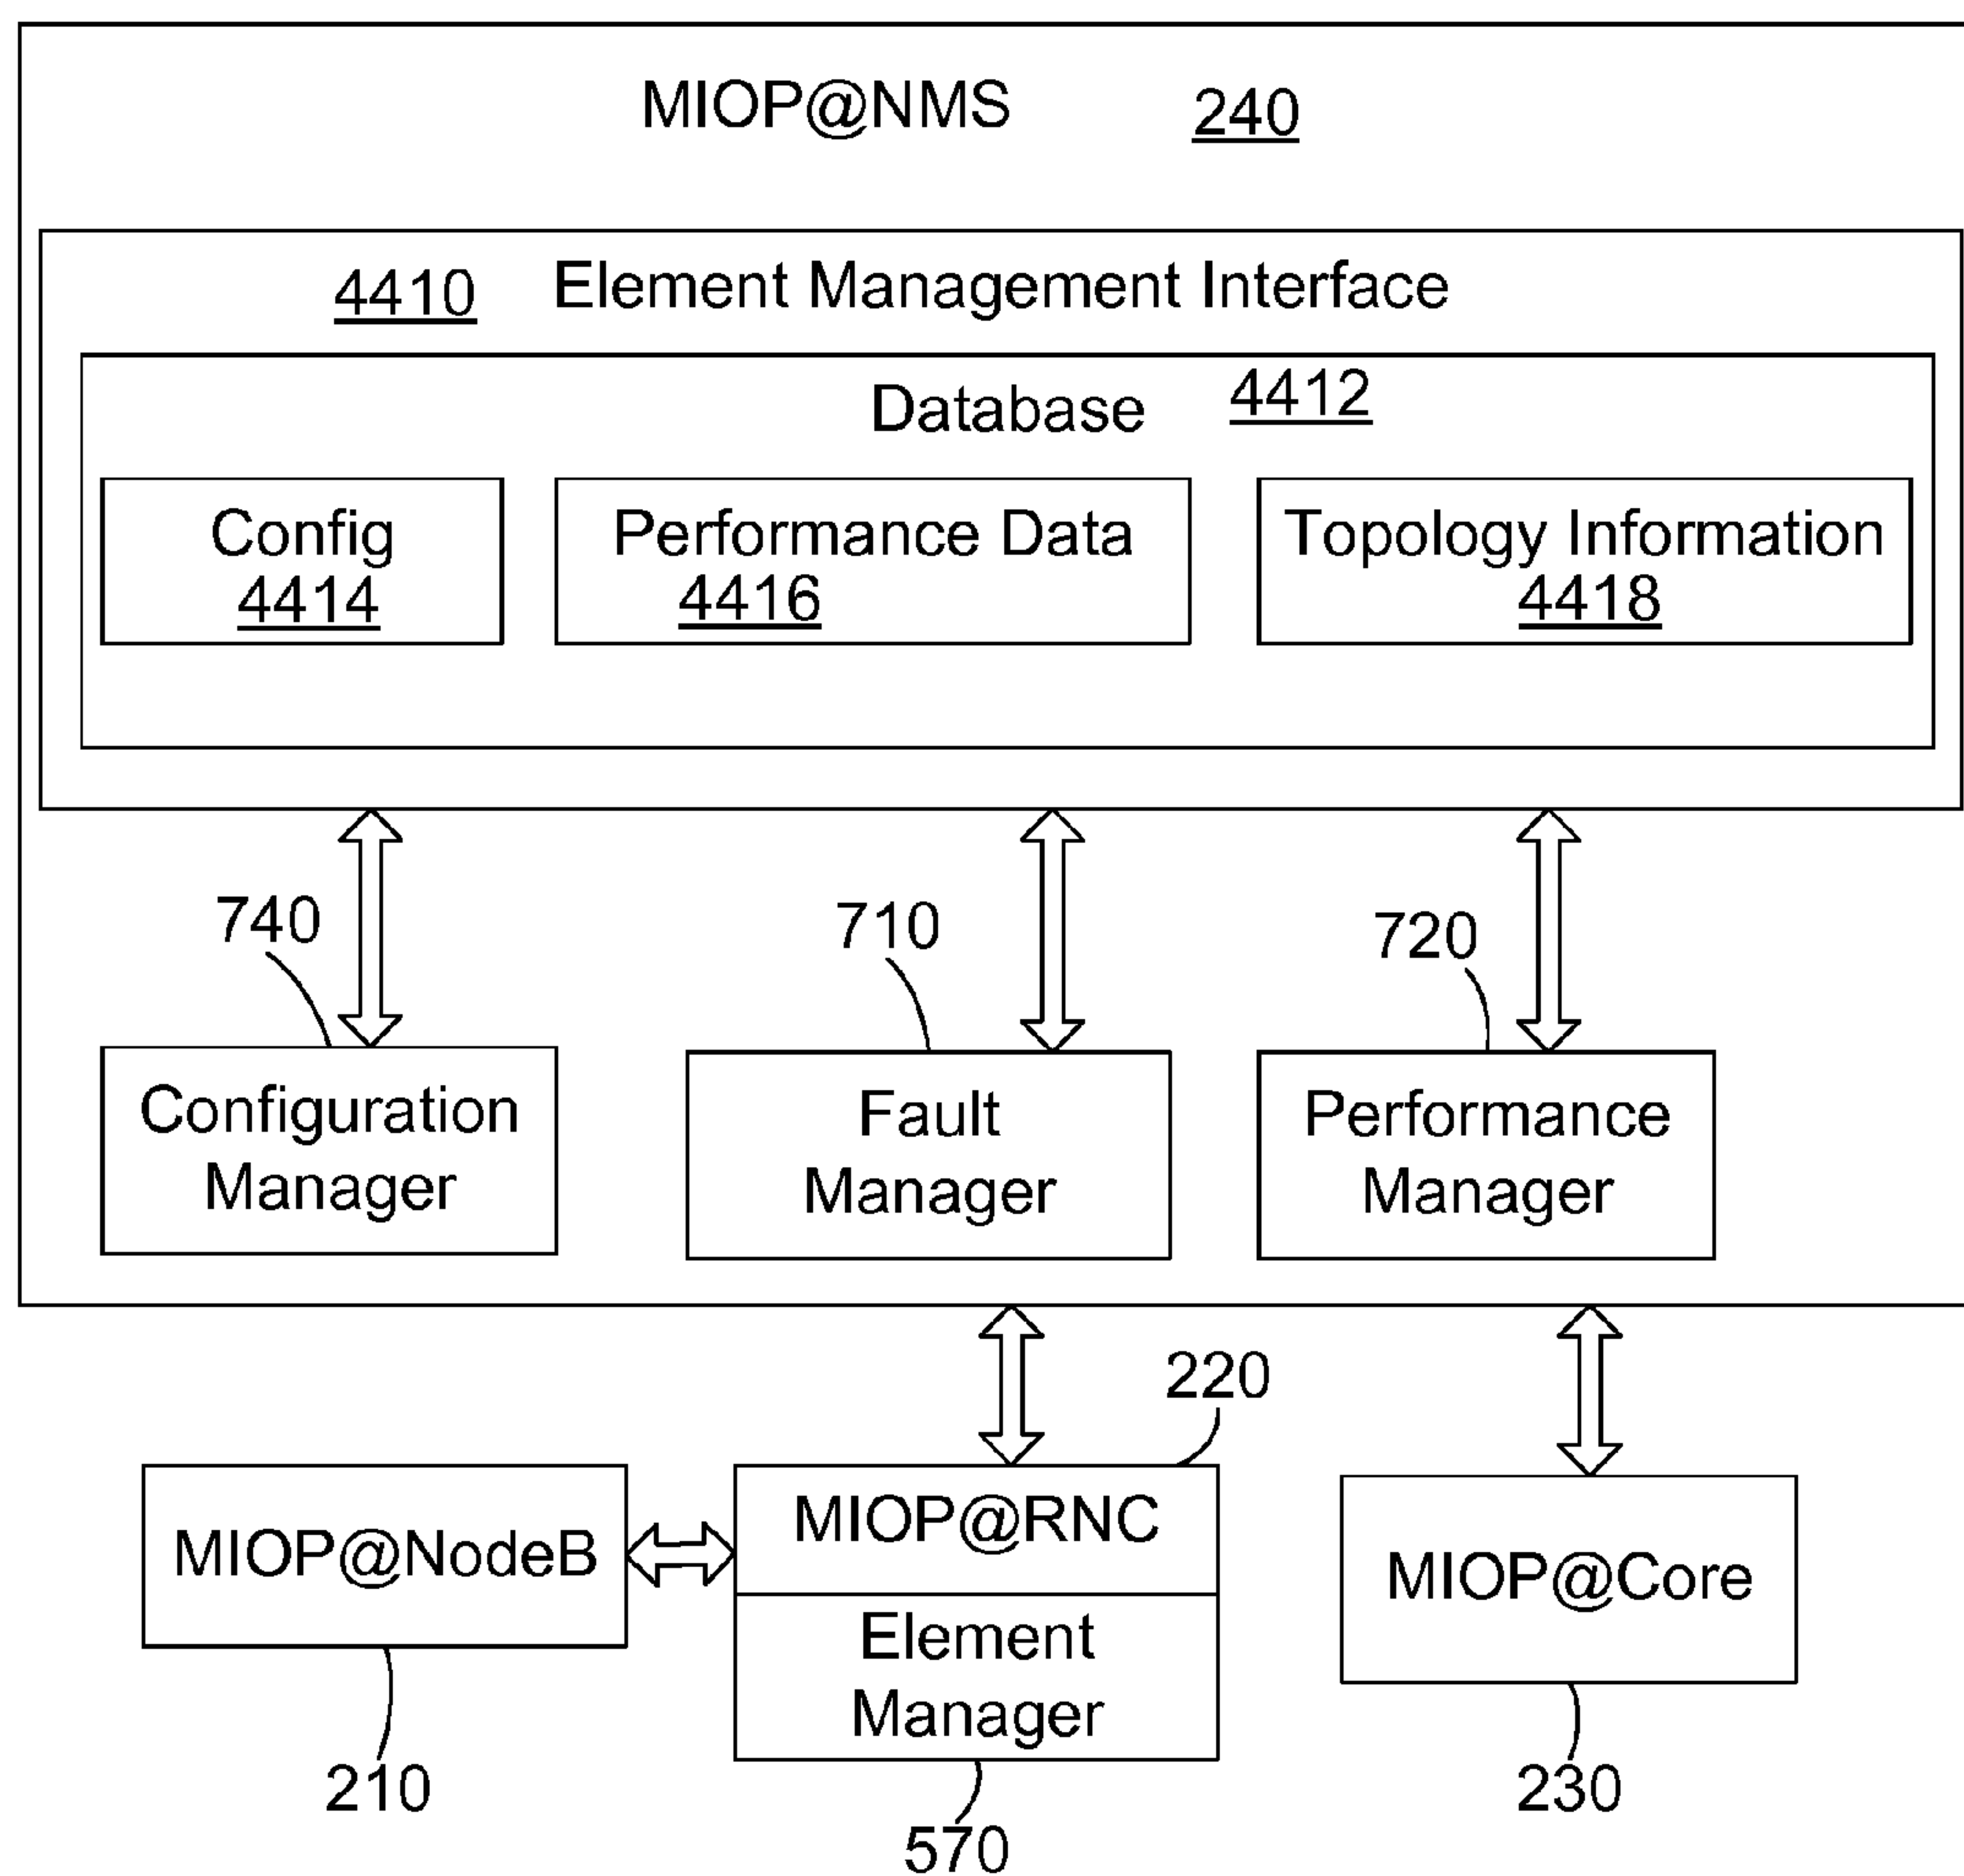 MIOP@NMS 240
4410 Element Management Interface
Database 4412
Config
4414
Performance Data
4416
Topology Information
4418
740
710
720
Configuration
Manager
Fault
Manager
Performance
Manager
220
MIOP@NodeB
MIOP@RNC
Element
Manager
MIOP@Core
210
570
230